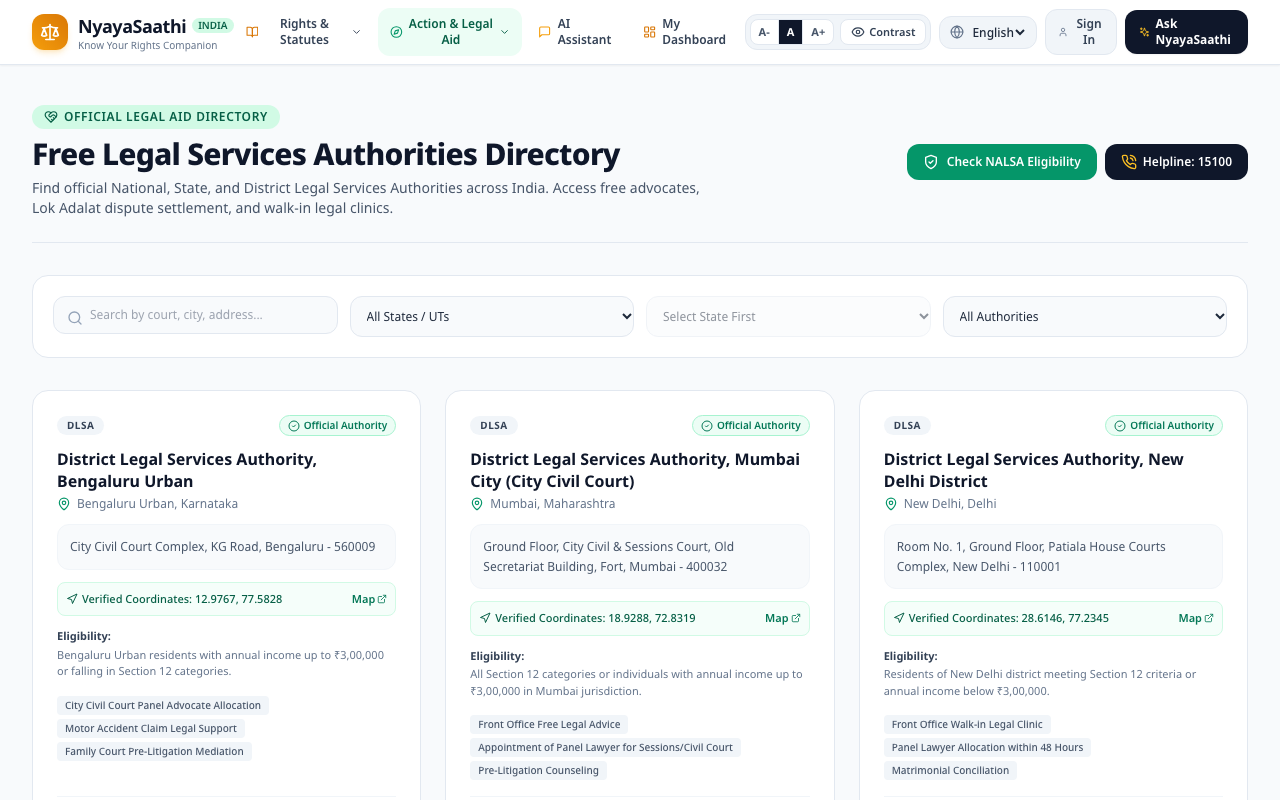 NyayaSaathi INDIA
Know Your Rights Companion
Rights & Statutes
Action & Legal Aid
AI Assistant
My Dashboard
A- A A+ Contrast
English
Sign In
Ask NyayaSaathi
OFFICIAL LEGAL AID DIRECTORY
Free Legal Services Authorities Directory
Find official National, State, and District Legal Services Authorities across India. Access free advocates,
Lok Adalat dispute settlement, and walk-in legal clinics.
Check NALSA Eligibility
Helpline: 15100
Search by court, city, address...
All States / UTs
Select State First
All Authorities
DLSA
Official Authority
District Legal Services Authority,
Bengaluru Urban
Bengaluru Urban, Karnataka
City Civil Court Complex, KG Road, Bengaluru - 560009
Verified Coordinates: 12.9767, 77.5828 Map
Eligibility:
Bengaluru Urban residents with annual income up to ₹3,00,000
or falling in Section 12 categories.
City Civil Court Panel Advocate Allocation
Motor Accident Claim Legal Support
Family Court Pre-Litigation Mediation
DLSA
Official Authority
District Legal Services Authority, Mumbai
City (City Civil Court)
Mumbai, Maharashtra
Ground Floor, City Civil & Sessions Court, Old
Secretariat Building, Fort, Mumbai - 400032
Verified Coordinates: 18.9288, 72.8319 Map
Eligibility:
All Section 12 categories or individuals with annual income up to
₹3,00,000 in Mumbai jurisdiction.
Front Office Free Legal Advice
Appointment of Panel Lawyer for Sessions/Civil Court
Pre-Litigation Counseling
DLSA
Official Authority
District Legal Services Authority, New
Delhi District
New Delhi, Delhi
Room No. 1, Ground Floor, Patiala House Courts
Complex, New Delhi - 110001
Verified Coordinates: 28.6146, 77.2345 Map
Eligibility:
Residents of New Delhi district meeting Section 12 criteria or
annual income below ₹3,00,000.
Front Office Walk-in Legal Clinic
Panel Lawyer Allocation within 48 Hours
Matrimonial Conciliation